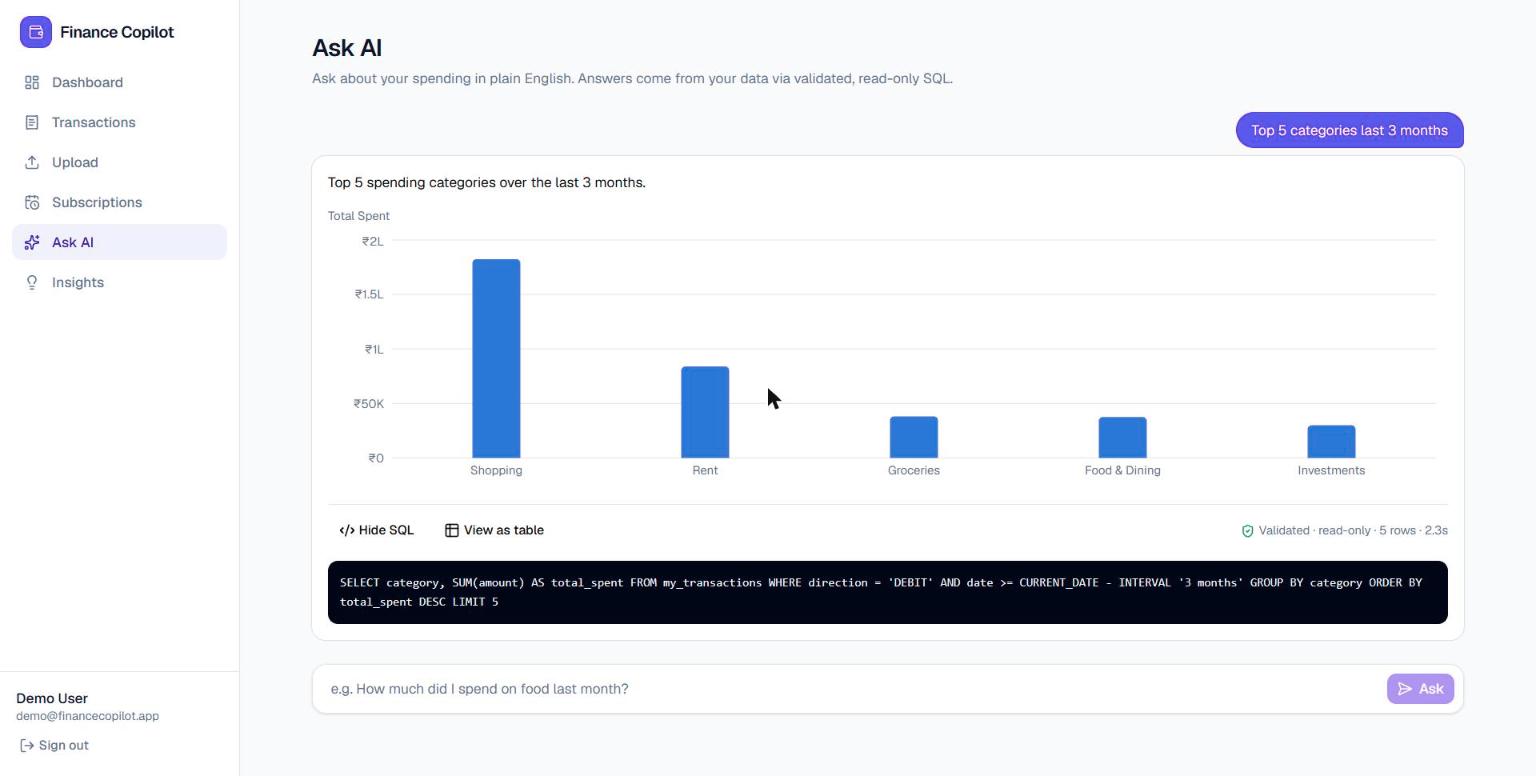 Finance Copilot
Dashboard
Transactions
Upload
Subscriptions
Ask AI
Insights
Demo User
demo@financecopilot.app
Sign out
Ask AI
Ask about your spending in plain English. Answers come from your data via validated, read-only SQL.
Top 5 categories last 3 months
Top 5 spending categories over the last 3 months.
Total Spent
₹2L
₹1.5L
₹1L
₹50K
₹0
Shopping Rent Groceries Food & Dining Investments
Hide SQL View as table Validated · read-only · 5 rows · 2.3s
SELECT category, SUM(amount) AS total_spent FROM my_transactions WHERE direction = 'DEBIT' AND date >= CURRENT_DATE - INTERVAL '3 months' GROUP BY category ORDER BY
total_spent DESC LIMIT 5
e.g. How much did I spend on food last month?
Ask